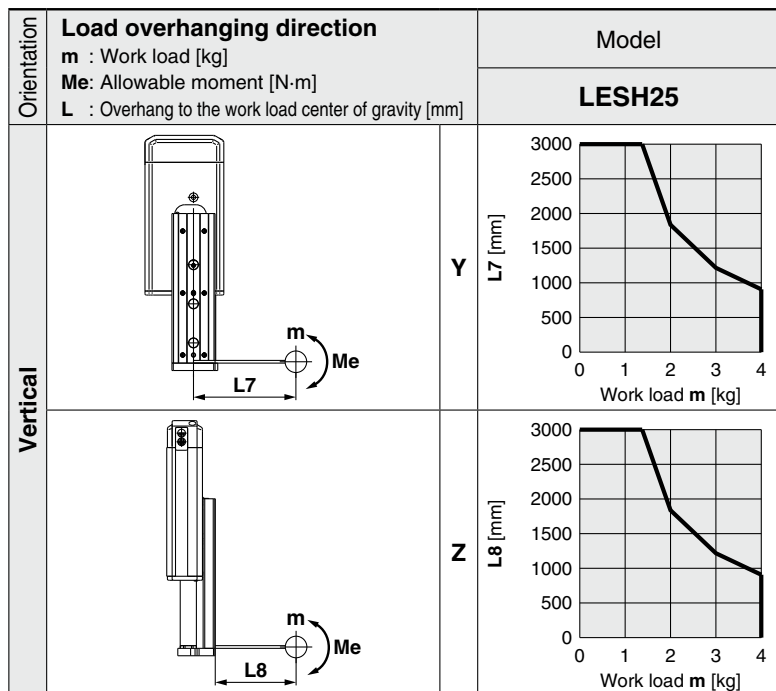 Orientation
Load overhanging direction
m : Work load [kg]
Me: Allowable moment [N·m]
L : Overhang to the work load center of gravity [mm]
Model
LESH25
Vertical
m
Me
L7
Y
L7 [mm]
3000
2500
2000
1500
1000
500
0
0 1 2 3 4
Work load m [kg]
m
Me
L8
Z
L8 [mm]
3000
2500
2000
1500
1000
500
0
0 1 2 3 4
Work load m [kg]